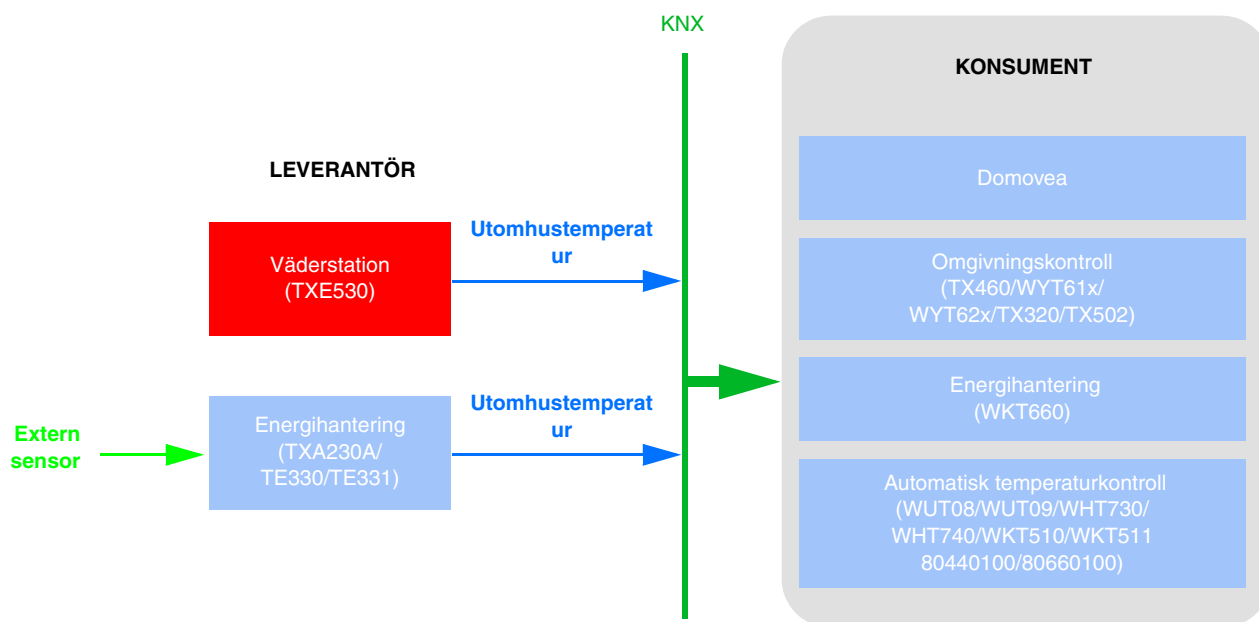 KNX
KONSUMENT
LEVERANTÖR
Domovea
Väderstation
(TXE530)
Utomhustemperat
ur
Omgivningskontroll
(TX460/WYT61x/
WYT62x/TX320/TX502)
Energihantering
(WKT660)
Extern
sensor
Energihantering
(TXA230A/
TE330/TE331)
Utomhustemperat
ur
Automatisk temperaturkontroll
(WUT08/WUT09/WHT730/
WHT740/WKT510/WKT511
80440100/80660100)